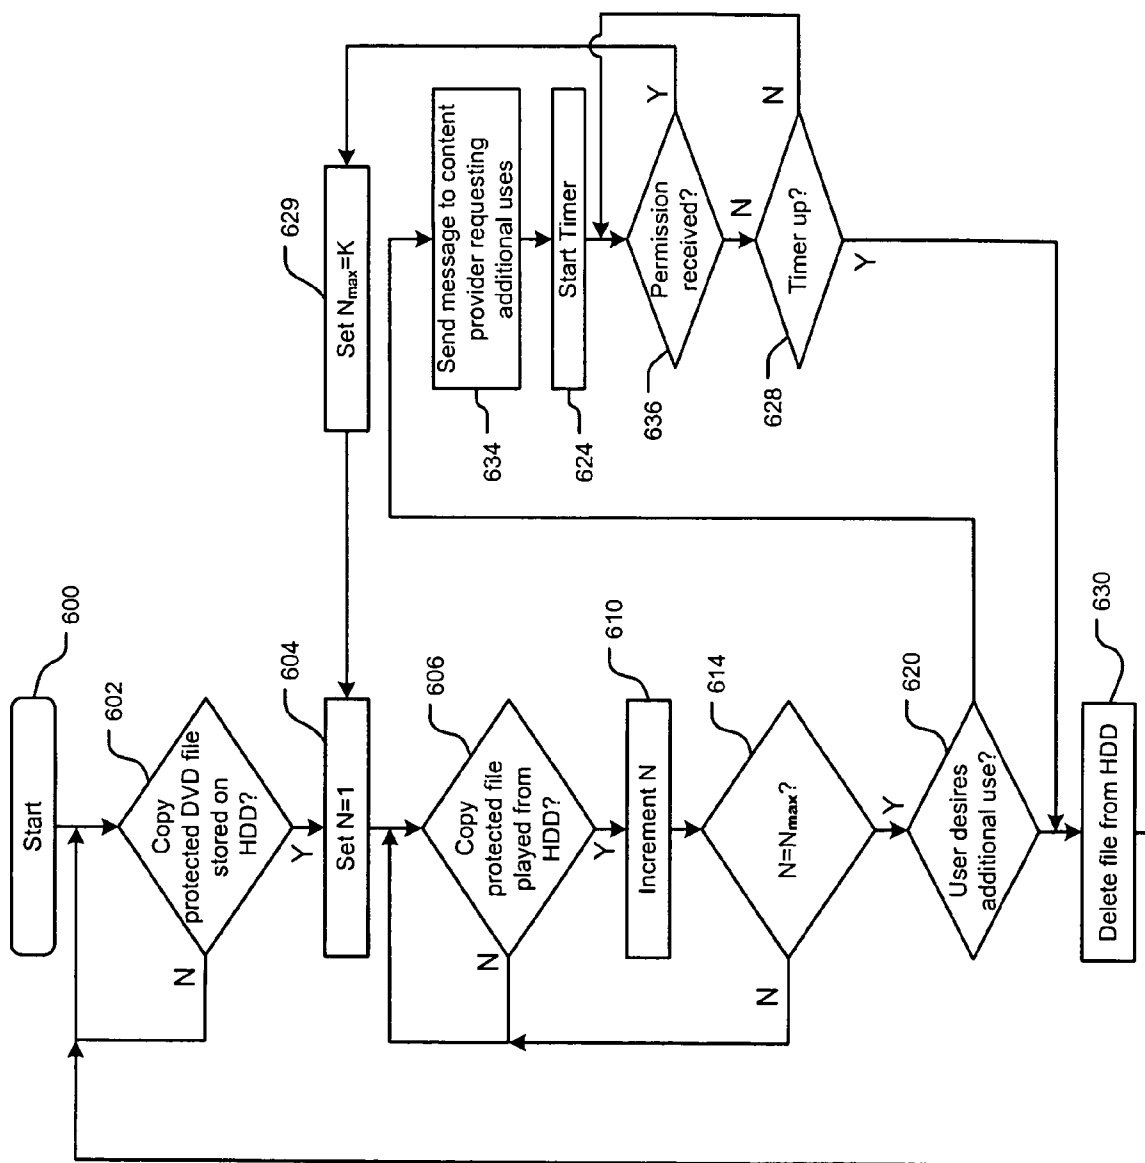 Start
600
Copy
protected DVD file
stored on
HDD?
602
N
Y
Set N=1
604
Copy
protected file
played from
HDD?
606
N
Y
Increment N
610
N=Nmax?
614
N
Y
User desires
additional use?
620
Delete file from HDD
630
Set Nmax=K
629
Send message to content
provider requesting
additional uses
634
Start Timer
624
Permission
received?
636
Y
N
Timer up?
628
N
Y